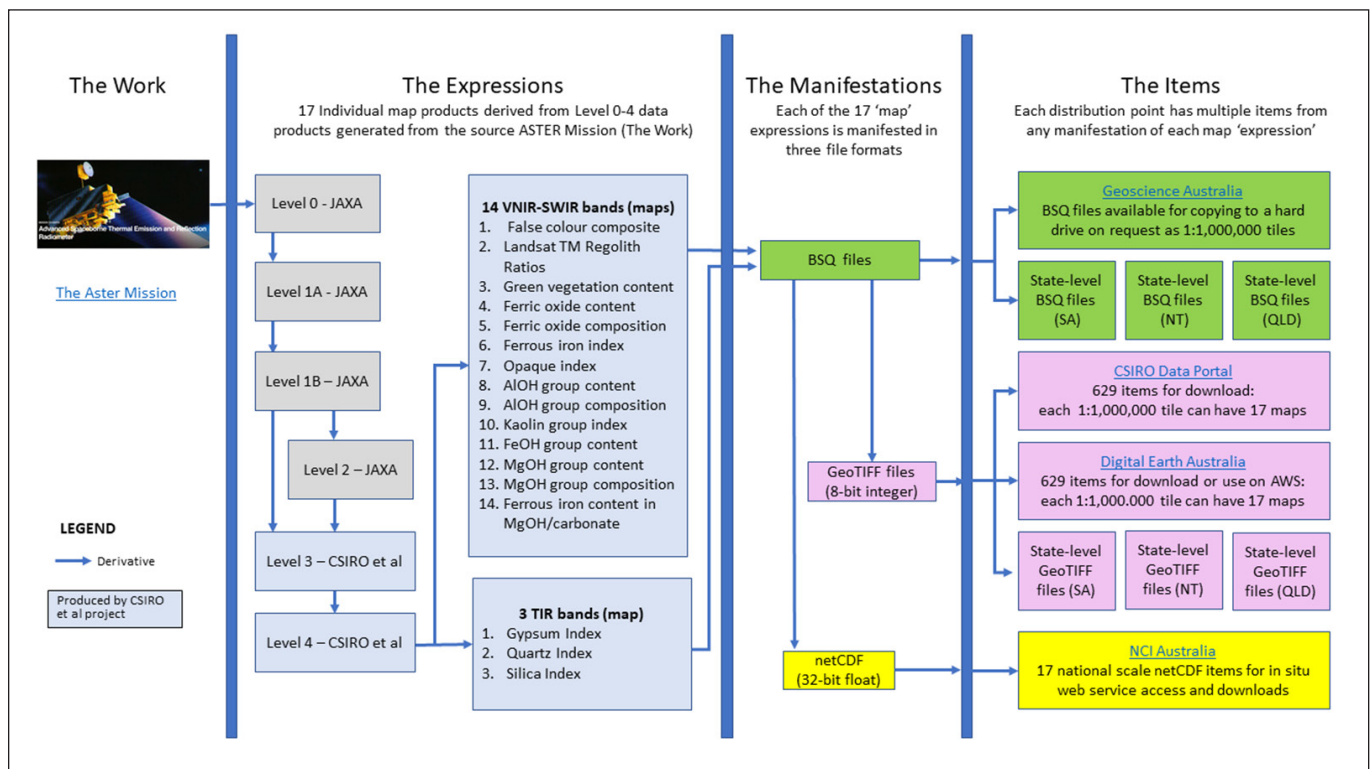 The Work
The Aster Mission
Advanced Spaceborne Thermal Emission and Reflection
Radiometer
LEGEND
Derivative
Produced by CSIRO
et al project
The Expressions
17 Individual map products derived from Level 0-4 data
products generated from the source ASTER Mission (The Work)
Level 0 - JAXA
Level 1A - JAXA
Level 1B – JAXA
Level 2 – JAXA
Level 3 – CSIRO et al
Level 4 – CSIRO et al
14 VNIR-SWIR bands (maps)
1. False colour composite
2. Landsat TM Regolith
Ratios
3. Green vegetation content
4. Ferric oxide content
5. Ferric oxide composition
6. Ferrous iron index
7. Opaque index
8. AlOH group content
9. AlOH group composition
10. Kaolin group index
11. FeOH group content
12. MgOH group content
13. MgOH group composition
14. Ferrous iron content in
MgOH/carbonate
3 TIR bands (map)
1. Gypsum Index
2. Quartz Index
3. Silica Index
The Manifestations
Each of the 17 ‘map’
expressions is manifested in
three file formats
BSQ files
GeoTIFF files
(8-bit integer)
netCDF
(32-bit float)
The Items
Each distribution point has multiple items from
any manifestation of each map ‘expression’
Geoscience Australia
BSQ files available for copying to a hard
drive on request as 1:1,000,000 tiles
State-level
BSQ files
(SA)
State-level
BSQ files
(NT)
State-level
BSQ files
(QLD)
CSIRO Data Portal
629 items for download:
each 1:1,000,000 tile can have 17 maps
Digital Earth Australia
629 items for download or use on AWS:
each 1:1,000.000 tile can have 17 maps
State-level
GeoTIFF
files (SA)
State-level
GeoTIFF
files (NT)
State-level
GeoTIFF
files (QLD)
NCI Australia
17 national scale netCDF items for in situ
web service access and downloads